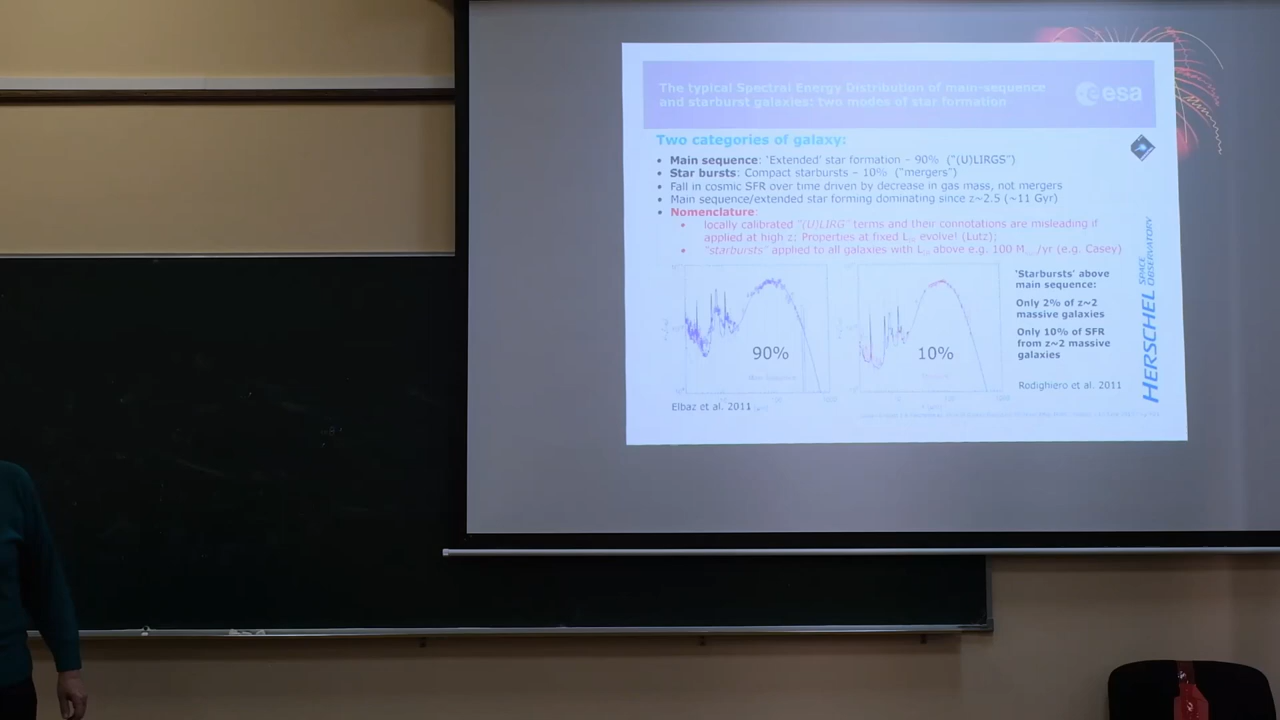 The typical Spectral Energy Distribution of main-sequence
and starburst galaxies: two modes of star formation
esa
Two categories of galaxy:
• Main sequence: 'Extended' star formation – 90% ("(U)LIRGS")
• Star bursts: Compact starbursts – 10% ("mergers")
• Fall in cosmic SFR over time driven by decrease in gas mass, not mergers
• Main sequence/extended star forming dominating since z~2.5 (~11 Gyr)
• Nomenclature:
• locally calibrated "(U)LIRG" terms and their connotations are misleading if
applied at high z: Properties at fixed L evolve! (Lutz);
• "starbursts" applied to all galaxies with L above e.g. 100 M /yr (e.g. Casey)
90%
Elbaz et al. 2011
10%
'Starbursts' above
main sequence:
Only 2% of z~2
massive galaxies
Only 10% of SFR
from z~2 massive
galaxies
Rodighiero et al. 2011
HERSCHEL SPACE
OBSERVATORY